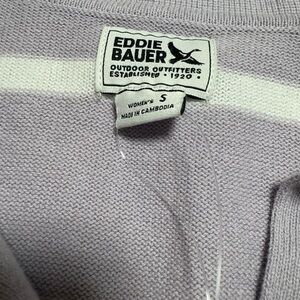 EDDIE
BAUER
OUTDOOR OUTFITTERS
ESTABLISHED • 1920 •
WOMEN'S S
MADE IN CAMBODIA